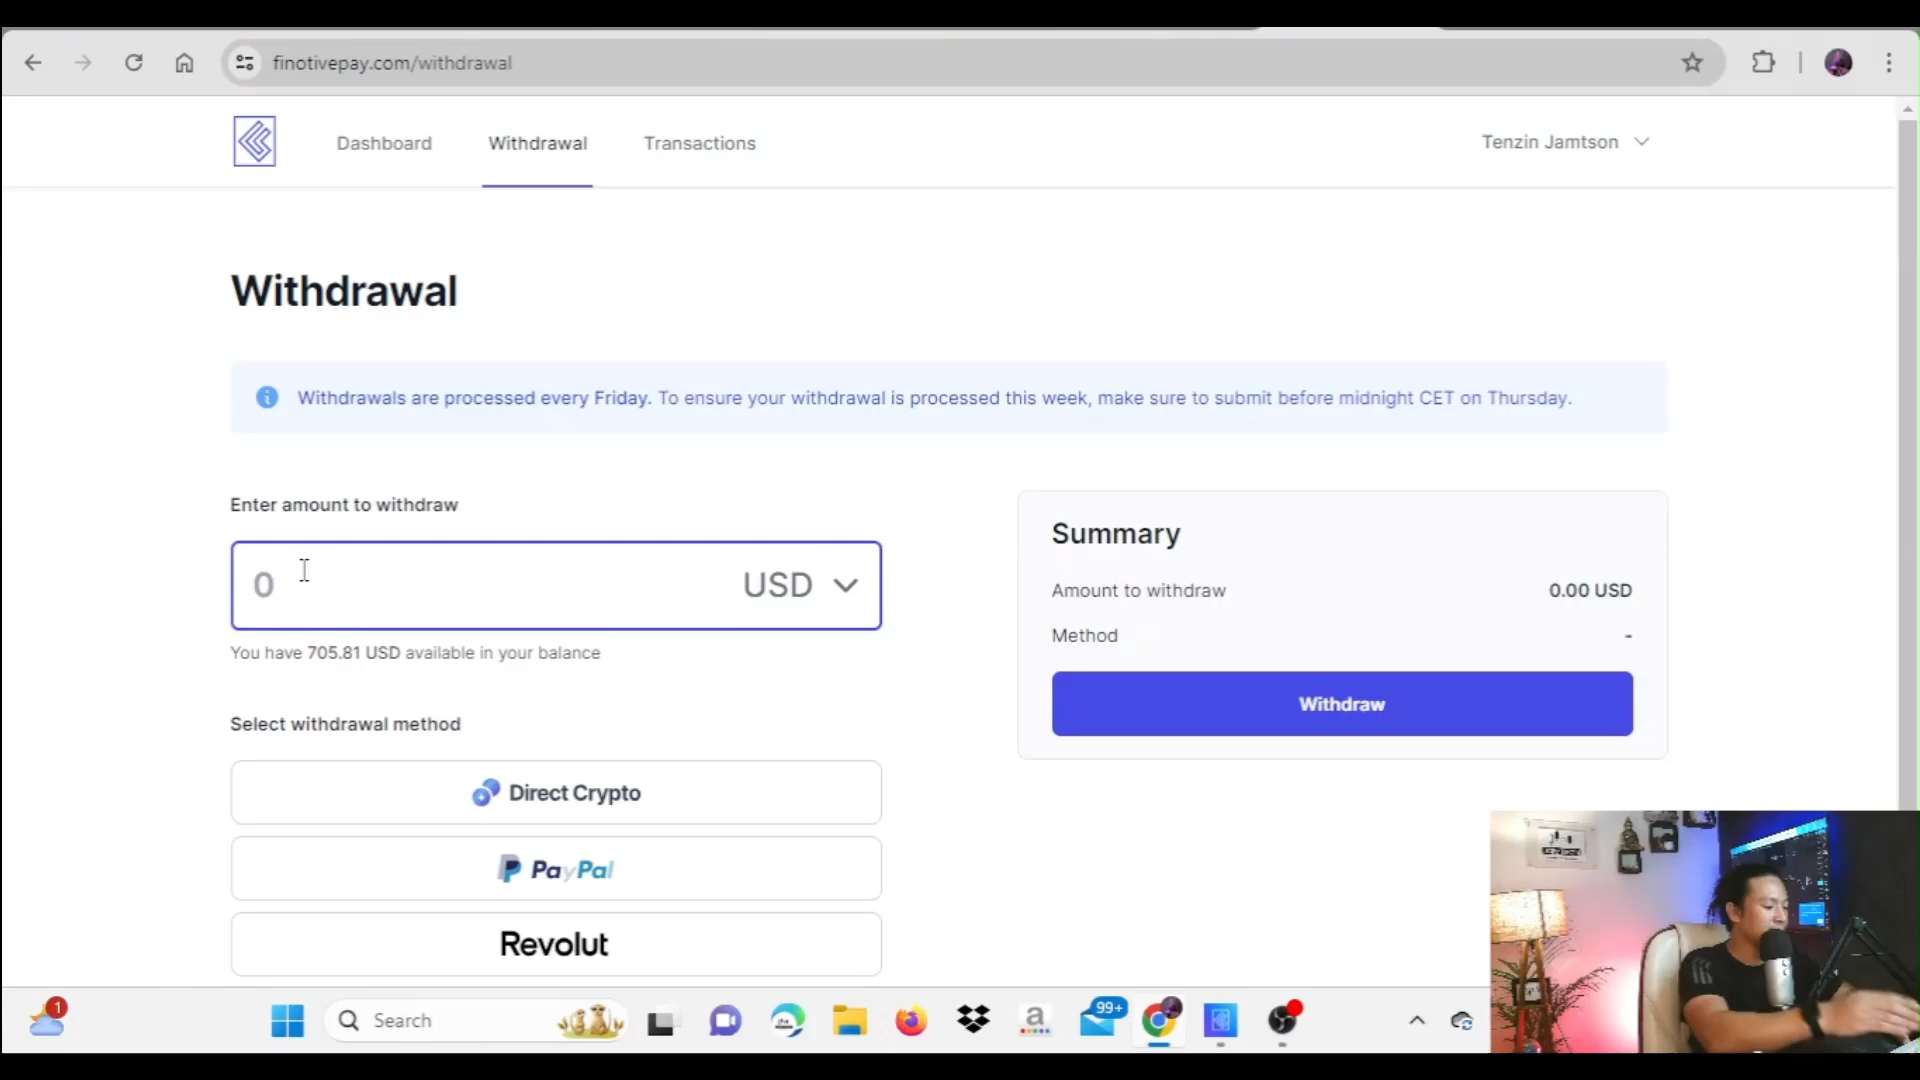 finotivepay.com/withdrawal
Dashboard
Withdrawal
Transactions
Tenzin Jamtson
Withdrawal
Withdrawals are processed every Friday. To ensure your withdrawal is processed this week, make sure to submit before midnight CET on Thursday.
Enter amount to withdraw
0
USD
You have 705.81 USD available in your balance
Select withdrawal method
Direct Crypto
PayPal
Revolut
Summary
Amount to withdraw
0.00 USD
Method
-
Withdraw
1
Search
a
99+